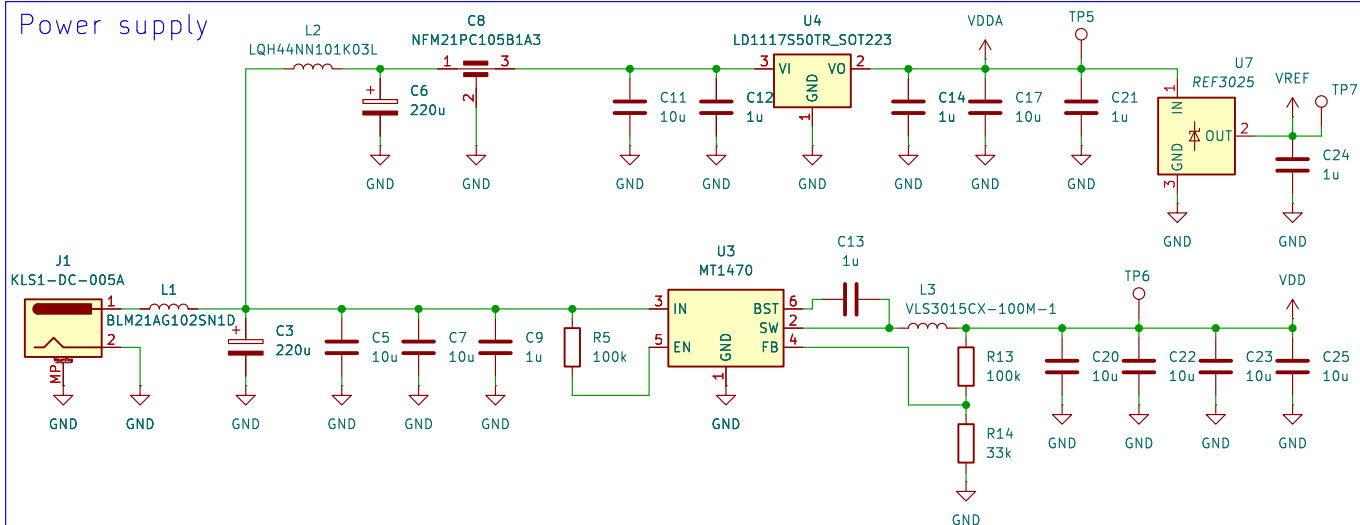 Power supply
L2
LQH44NN101K03L
C8
NFM21PC105B1A3
1
3
2
C6
220u
GND
GND
C11
10u
GND
C12
1u
GND
U4
LD1117S50TR_SOT223
3
VI
VO
2
GND
1
GND
C14
1u
GND
VDDA
C17
10u
GND
TP5
C21
1u
GND
U7
REF3025
1
IN
OUT
2
GND
3
GND
VREF
TP7
C24
1u
GND
J1
KLS1-DC-005A
1
2
MP
GND
GND
L1
BLM21AG102SN1D
C3
220u
GND
C5
10u
GND
C7
10u
GND
C9
1u
GND
R5
100k
U3
MT1470
3
IN
5
EN
BST
6
SW
2
FB
4
GND
1
GND
C13
1u
L3
VLS3015CX-100M-1
R13
100k
R14
33k
GND
TP6
VDD
C20
10u
GND
C22
10u
GND
C23
10u
GND
C25
10u
GND